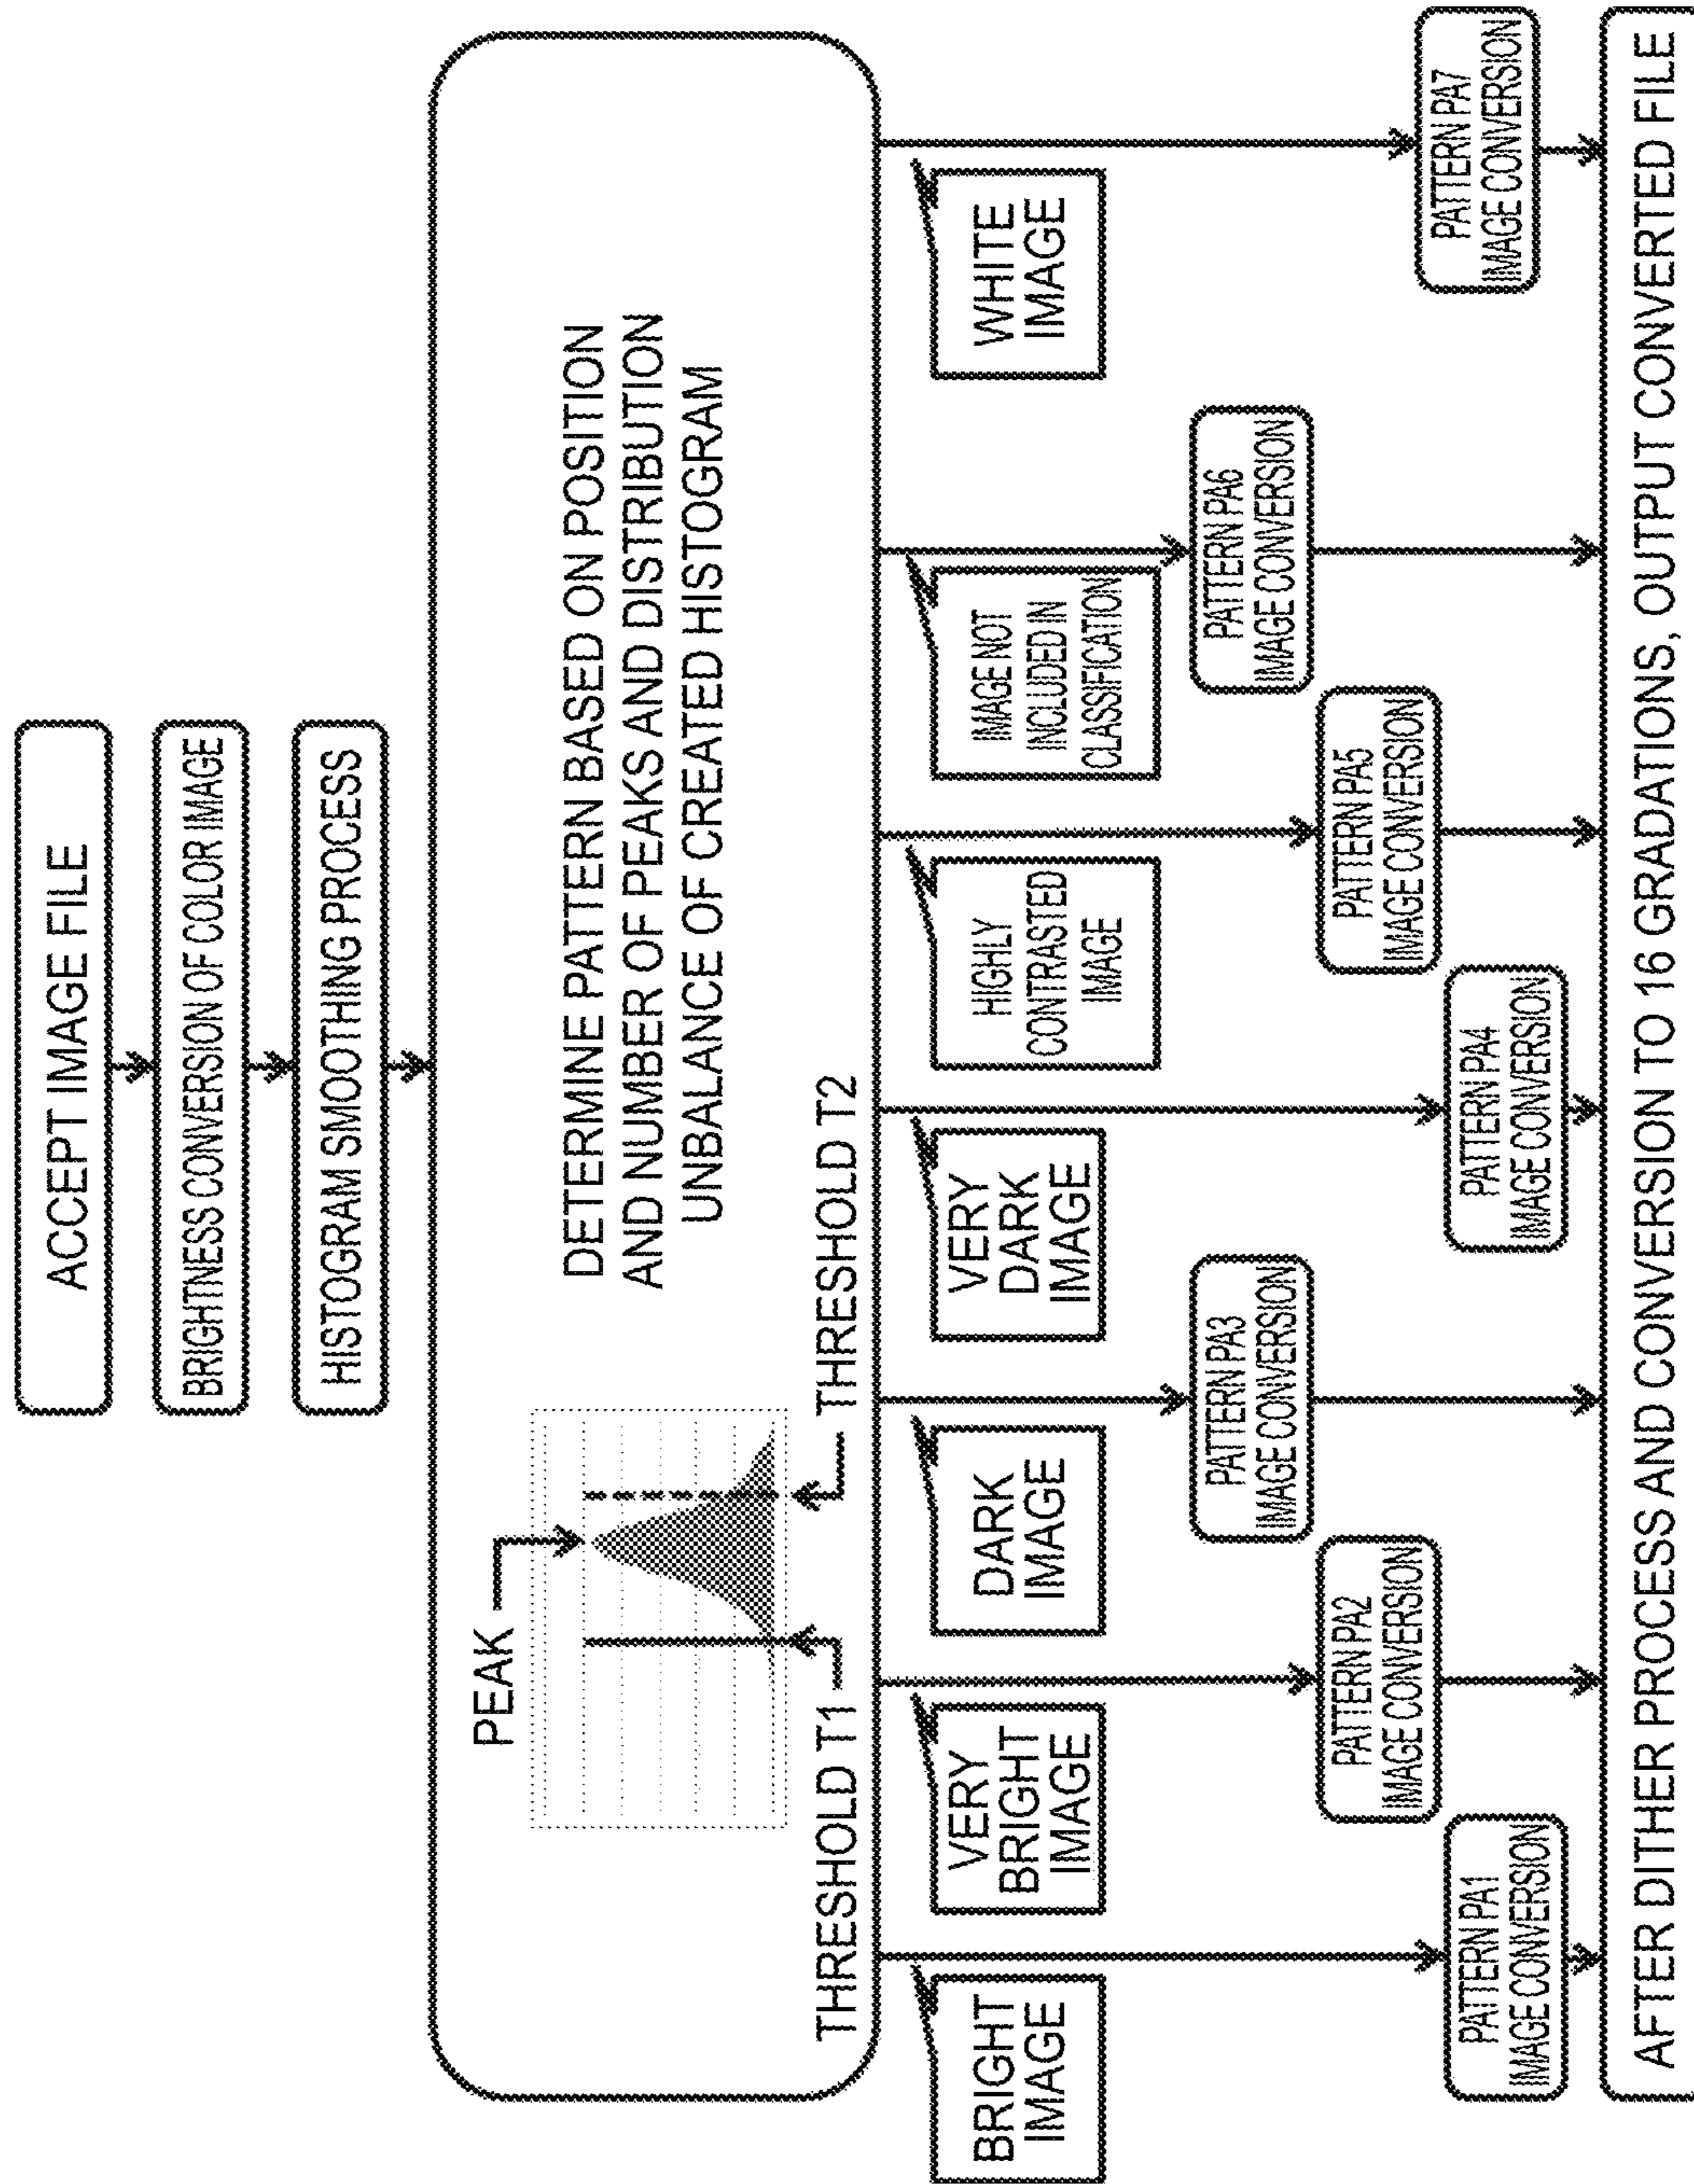 ACCEPT IMAGE FILE
BRIGHTNESS CONVERSION OF COLOR IMAGE
HISTOGRAM SMOOTHING PROCESS
PEAK
THRESHOLD T1
THRESHOLD T2
DETERMINE PATTERN BASED ON POSITION
AND NUMBER OF PEAKS AND DISTRIBUTION
UNBALANCE OF CREATED HISTOGRAM
BRIGHT
IMAGE
VERY
BRIGHT
IMAGE
DARK
IMAGE
VERY
DARK
IMAGE
HIGHLY
CONTRASTED
IMAGE
IMAGE NOT
INCLUDED IN
CLASSIFICATION
WHITE
IMAGE
PATTERN PA1
IMAGE CONVERSION
PATTERN PA2
IMAGE CONVERSION
PATTERN PA3
IMAGE CONVERSION
PATTERN PA4
IMAGE CONVERSION
PATTERN PA5
IMAGE CONVERSION
PATTERN PA6
IMAGE CONVERSION
PATTERN PA7
IMAGE CONVERSION
AFTER DITHER PROCESS AND CONVERSION TO 16 GRADATIONS, OUTPUT CONVERTED FILE